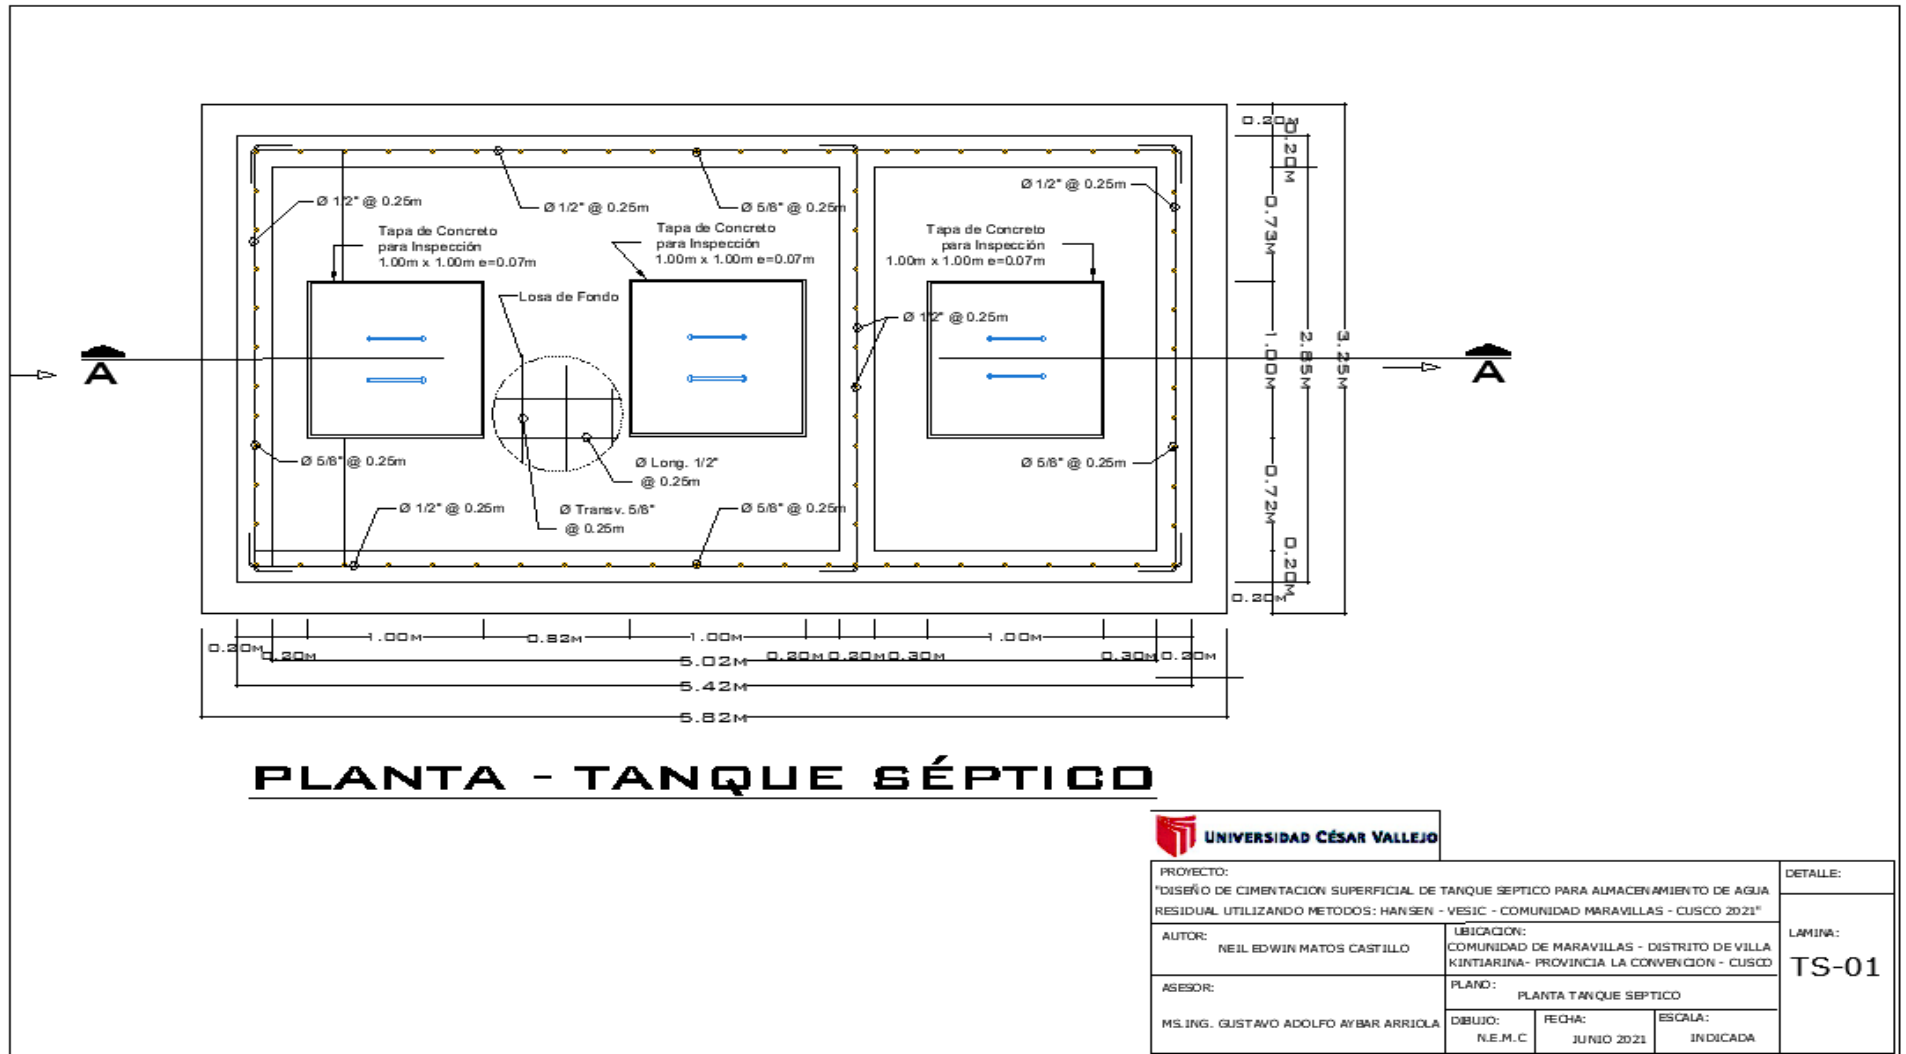 0.20M
0.20M
Ø 1/2" @ 0.25m
Ø 1/2" @ 0.25m
Ø 5/8" @ 0.25m
Ø 1/2" @ 0.25m
Tapa de Concreto
para Inspección
1.00m x 1.00m e=0.07m
Tapa de Concreto
para Inspección
1.00m x 1.00m e=0.07m
Tapa de Concreto
para Inspección
1.00m x 1.00m e=0.07m
0.73M
Losa de Fondo
Ø 1/2" @ 0.25m
A
A
1.00M
2.85M
3.25M
Ø 5/8" @ 0.25m
Ø Long. 1/2"
@ 0.25m
Ø 5/8" @ 0.25m
0.72M
Ø 1/2" @ 0.25m
Ø Transv. 5/8"
@ 0.25m
Ø 5/8" @ 0.25m
0.20M
0.20M
1.00M
0.82M
1.00M
1.00M
0.20M
0.20M
0.20M
0.20M
0.30M
0.30M
0.20M
5.02M
5.42M
5.82M
PLANTA - TANQUE SÉPTICO
UNIVERSIDAD CÉSAR VALLEJO
PROYECTO:
"DISEÑO DE CIMENTACION SUPERFICIAL DE TANQUE SEPTICO PARA ALMACENAMIENTO DE AGUA
RESIDUAL UTILIZANDO METODOS: HANSEN - VESIC - COMUNIDAD MARAVILLAS - CUSCO 2021"
DETALLE:
AUTOR:
NEIL EDWIN MATOS CASTILLO
UBICACION:
COMUNIDAD DE MARAVILLAS - DISTRITO DE VILLA
KINTIARINA- PROVINCIA LA CONVENCION - CUSCO
LAMINA:
TS-01
ASESOR:
MS.ING. GUSTAVO ADOLFO AYBAR ARRIOLA
PLANO:
PLANTA TANQUE SEPTICO
DIBUJO:
N.E.M.C
FECHA:
JUNIO 2021
ESCALA:
INDICADA